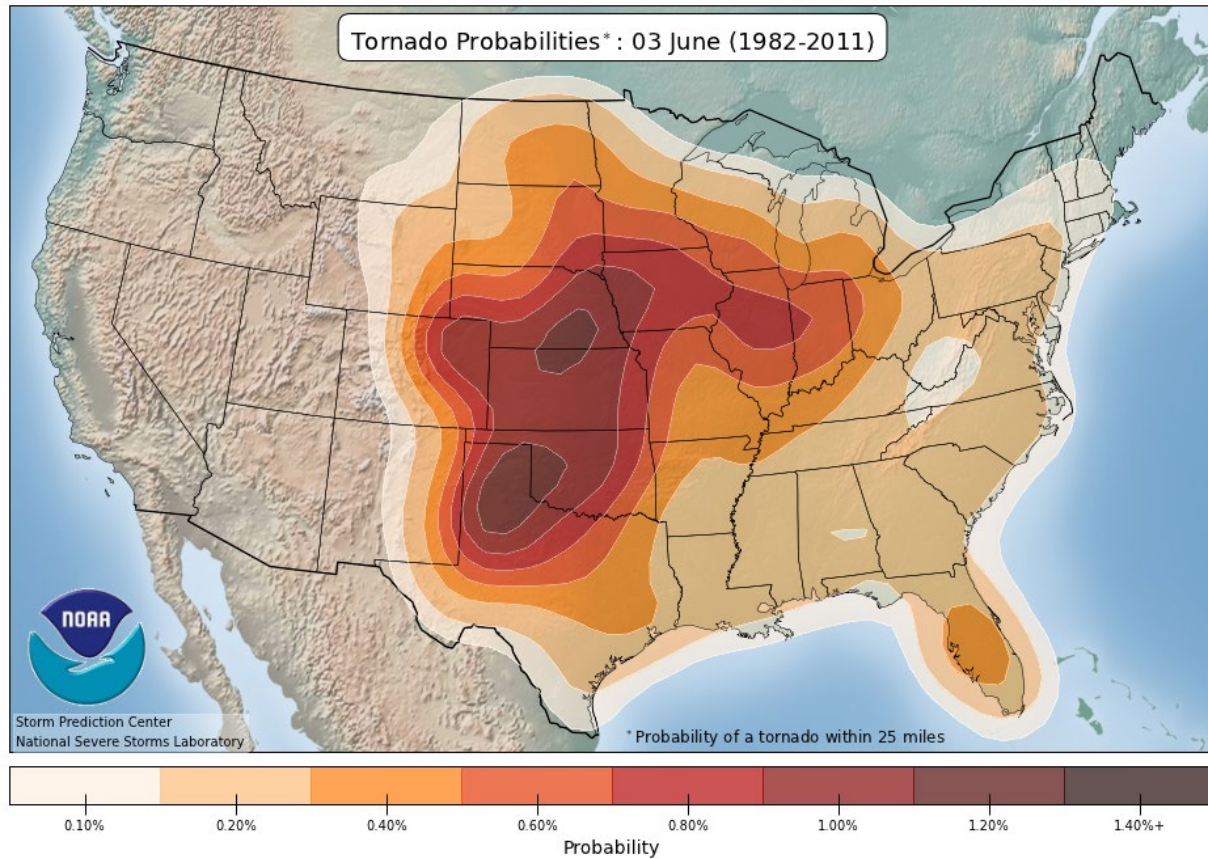 Tornado Probabilities*: 03 June (1982-2011)
NOAA
Storm Prediction Center
National Severe Storms Laboratory
*Probability of a tornado within 25 miles
0.10% 0.20% 0.40% 0.60% 0.80% 1.00% 1.20% 1.40%+
Probability